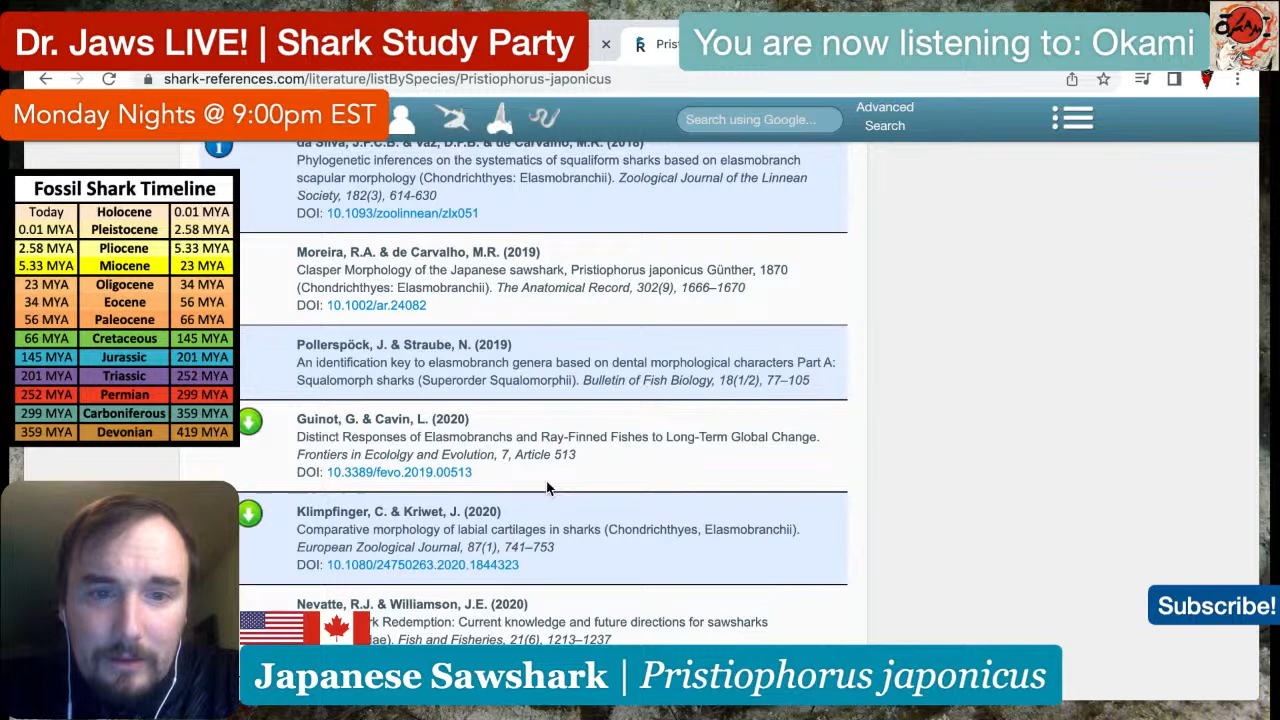 Dr. Jaws LIVE! | Shark Study Party
You are now listening to: Okami
shark-references.com/literature/listBySpecies/Pristiophorus-japonicus
Monday Nights @ 9:00pm EST
Search using Google...
Advanced
Search
Fossil Shark Timeline
Today Holocene 0.01 MYA
0.01 MYA Pleistocene 2.58 MYA
2.58 MYA Pliocene 5.33 MYA
5.33 MYA Miocene 23 MYA
23 MYA Oligocene 34 MYA
34 MYA Eocene 56 MYA
56 MYA Paleocene 66 MYA
66 MYA Cretaceous 145 MYA
145 MYA Jurassic 201 MYA
201 MYA Triassic 252 MYA
252 MYA Permian 299 MYA
299 MYA Carboniferous 359 MYA
359 MYA Devonian 419 MYA
da Silva, J.P.C.B. & Vaz, D.F.B. & de Carvalho, M.R. (2018)
Phylogenetic inferences on the systematics of squaliform sharks based on elasmobranch
scapular morphology (Chondrichthyes: Elasmobranchii). Zoological Journal of the Linnean
Society, 182(3), 614-630
DOI: 10.1093/zoolinnean/zlx051
Moreira, R.A. & de Carvalho, M.R. (2019)
Clasper Morphology of the Japanese sawshark, Pristiophorus japonicus Günther, 1870
(Chondrichthyes: Elasmobranchii). The Anatomical Record, 302(9), 1666–1670
DOI: 10.1002/ar.24082
Pollerspöck, J. & Straube, N. (2019)
An identification key to elasmobranch genera based on dental morphological characters Part A:
Squalomorph sharks (Superorder Squalomorphii). Bulletin of Fish Biology, 18(1/2), 77–105
Guinot, G. & Cavin, L. (2020)
Distinct Responses of Elasmobranchs and Ray-Finned Fishes to Long-Term Global Change.
Frontiers in Ecololgy and Evolution, 7, Article 513
DOI: 10.3389/fevo.2019.00513
Klimpfinger, C. & Kriwet, J. (2020)
Comparative morphology of labial cartilages in sharks (Chondrichthyes, Elasmobranchii).
European Zoological Journal, 87(1), 741–753
DOI: 10.1080/24750263.2020.1844323
Nevatte, R.J. & Williamson, J.E. (2020)
Redemption: Current knowledge and future directions for sawsharks
Fish and Fisheries, 21(6), 1213–1237
Subscribe!
Japanese Sawshark | Pristiophorus japonicus